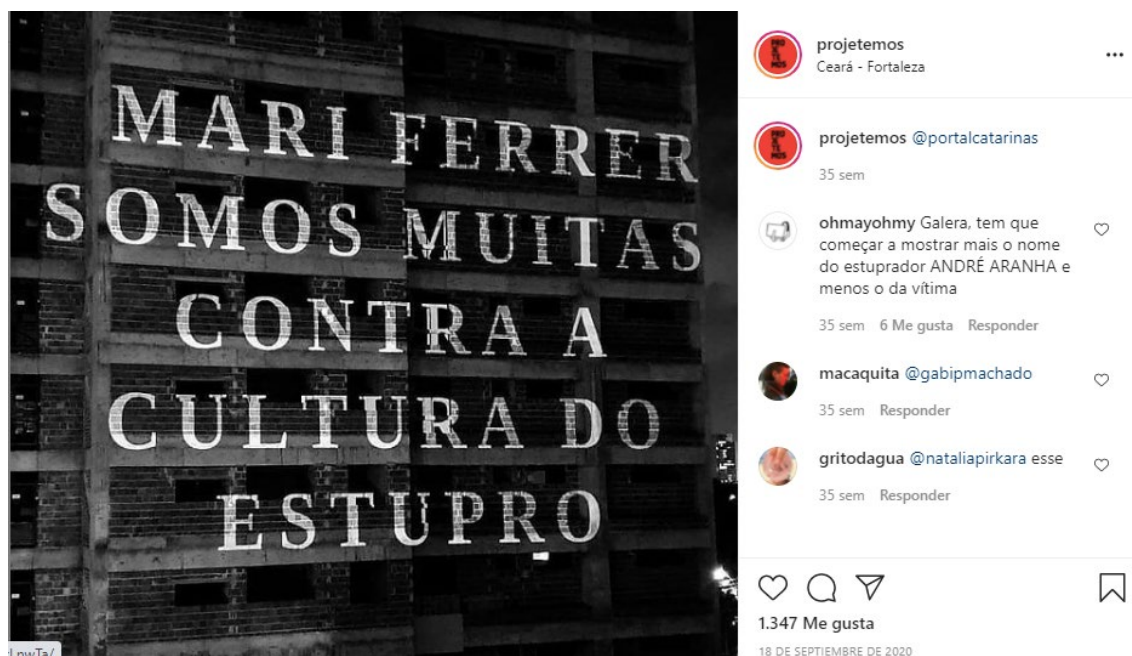 MARI FERRER
SOMOS MUITAS
CONTRA A
CULTURA DO
ESTUPRO
projetemos
Ceará - Fortaleza
projetemos @portalcatarinas
35 sem
ohmayohmy Galera, tem que
começar a mostrar mais o nome
do estuprador ANDRÉ ARANHA e
menos o da vítima
35 sem 6 Me gusta Responder
macaquita @gabipmachado
35 sem Responder
gritodagua @nataliapirkara esse
35 sem Responder
1.347 Me gusta
18 DE SEPTIEMBRE DE 2020